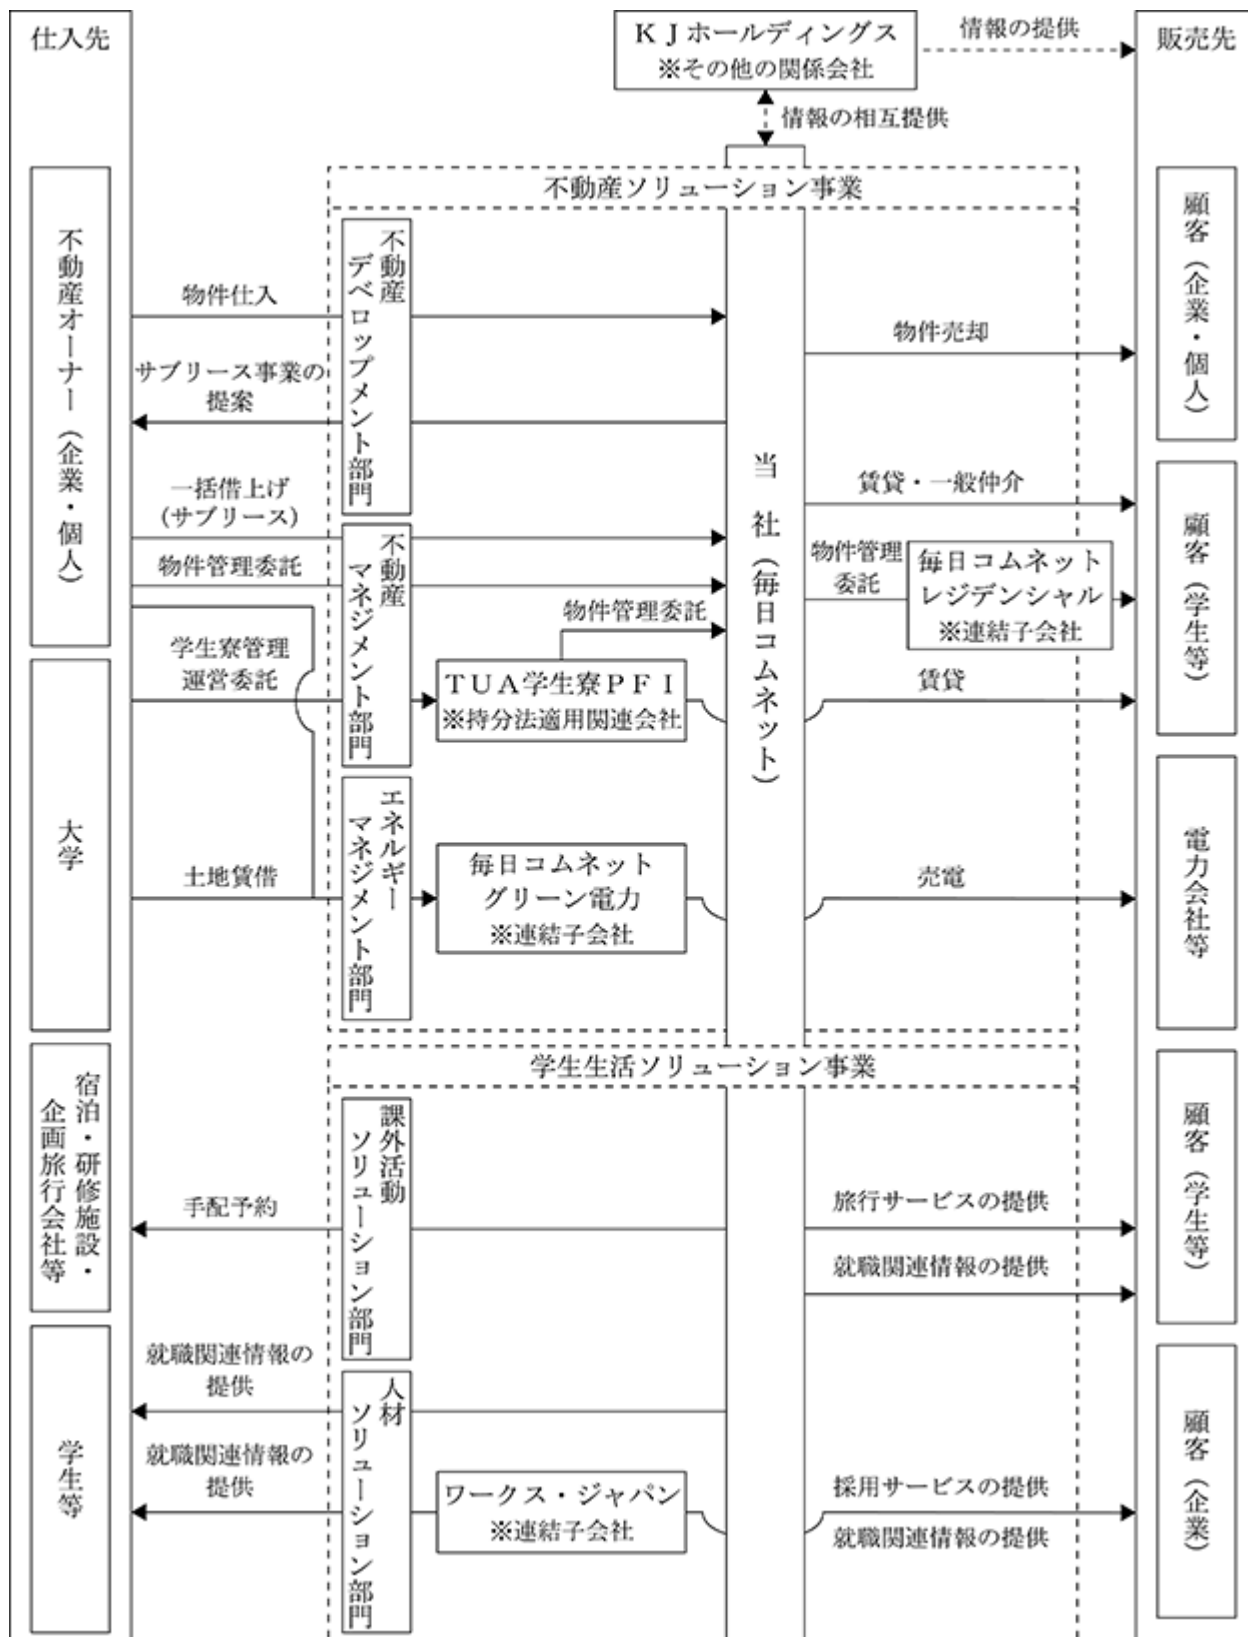 仕入先
KJホールディングス
※その他の関係会社
情報の提供
販売先
情報の相互提供
不動産ソリューション事業
不動産オーナー（企業・個人）
不動産
デベロップメント部門
物件仕入
サブリース事業の
提案
当社（毎日コムネット）
物件売却
顧客（企業・個人）
一括借上げ
(サブリース)
物件管理委託
不動産
マネジメント部門
物件管理委託
賃貸・一般仲介
物件管理
委託
毎日コムネット
レジデンシャル
※連結子会社
顧客（学生等）
学生寮管理
運営委託
TUA学生寮PFI
※持分法適用関連会社
賃貸
大学
土地賃借
エネルギー
マネジメント部門
毎日コムネット
グリーン電力
※連結子会社
売電
電力会社等
学生生活ソリューション事業
宿泊・研修施設・
企画旅行会社等
手配予約
課外活動
ソリューション部門
旅行サービスの提供
就職関連情報の提供
顧客（学生等）
学生等
就職関連情報の
提供
就職関連情報の
提供
人材
ソリューション部門
ワークス・ジャパン
※連結子会社
採用サービスの提供
就職関連情報の提供
顧客（企業）